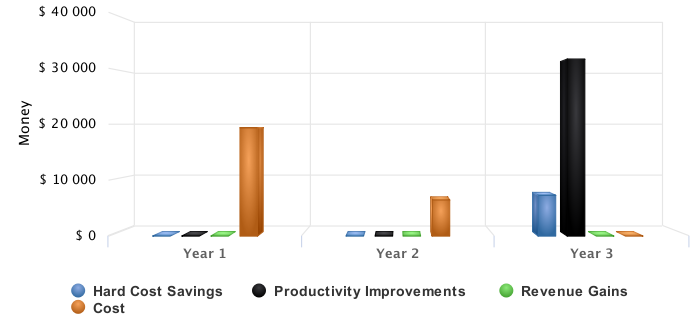 $ 40 000
$ 30 000
$ 20 000
$ 10 000
$ 0
Money
Year 1
Year 2
Year 3
Hard Cost Savings
Productivity Improvements
Revenue Gains
Cost